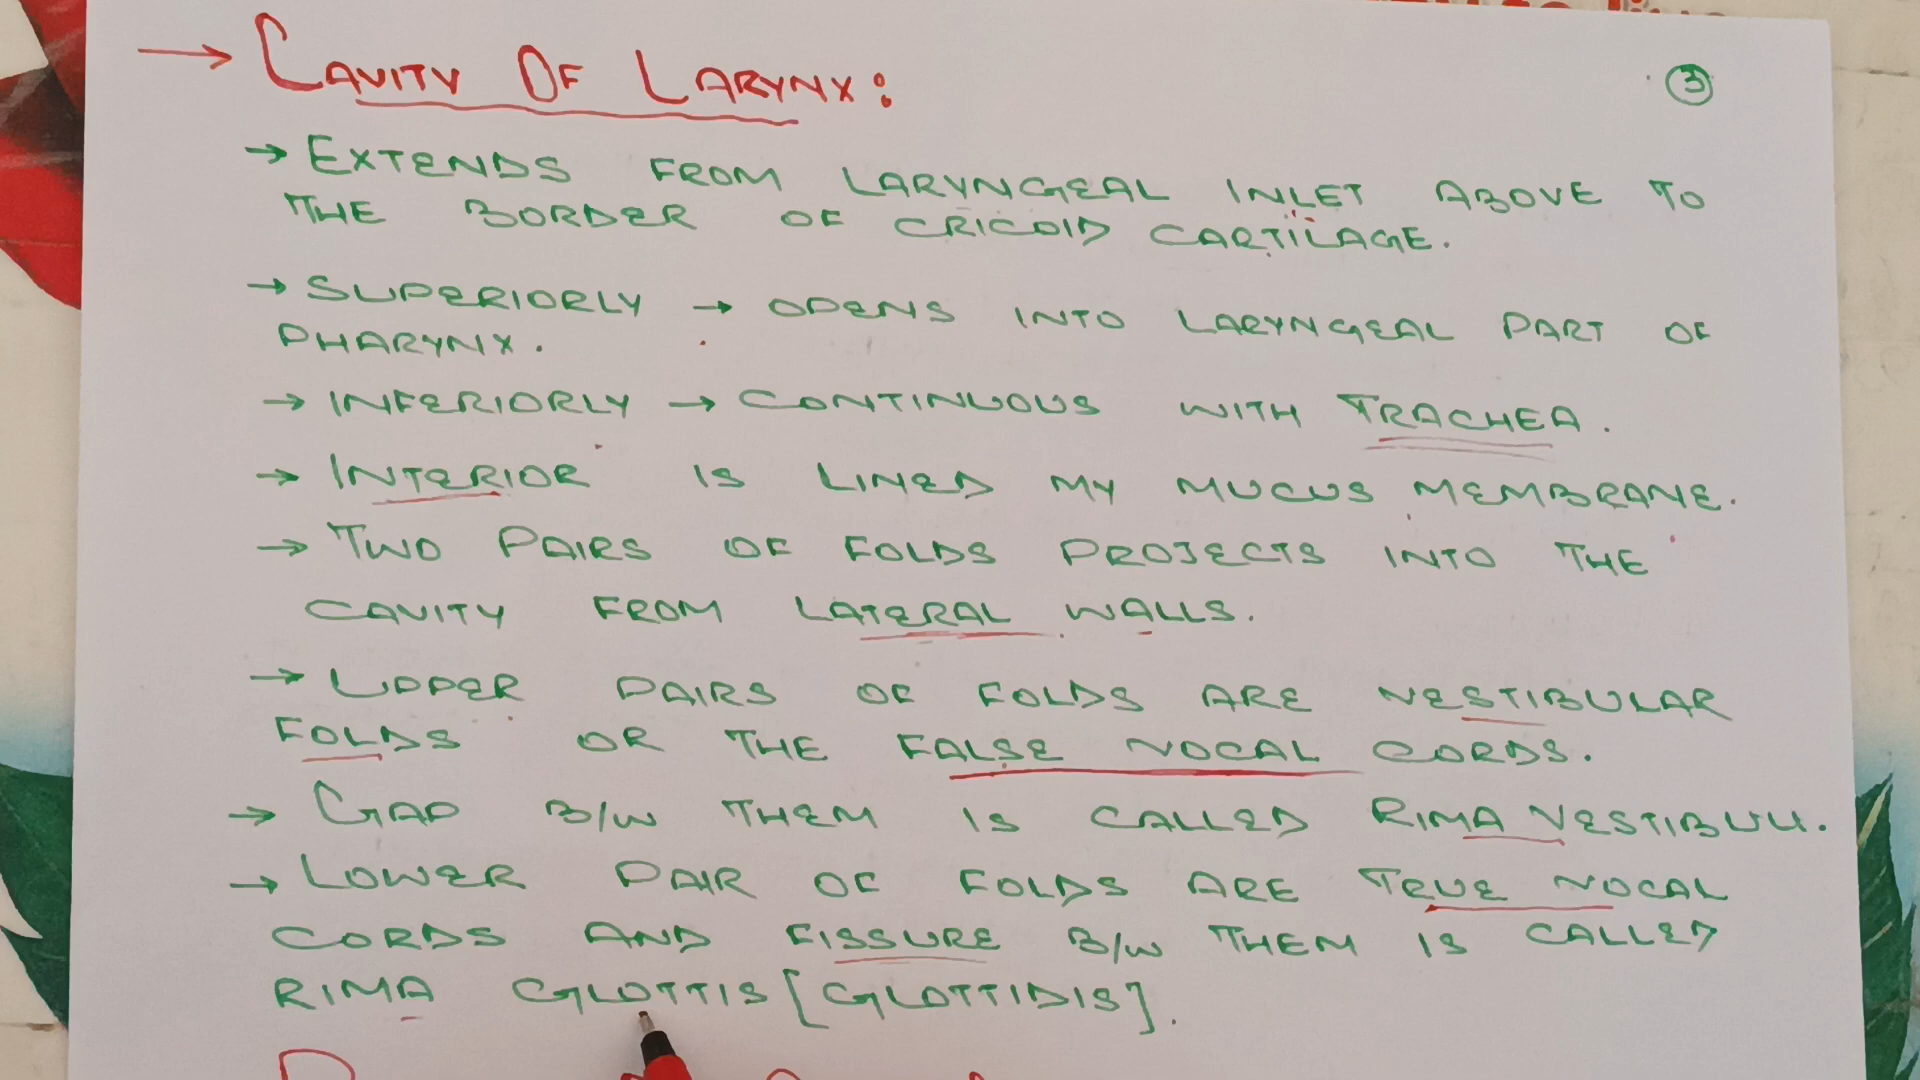 → CAVITY OF LARYNX:
3
→ EXTENDS FROM LARYNGEAL INLET ABOVE TO
THE BORDER OF CRICOID CARTILAGE.
→ SUPERIORLY → OPENS INTO LARYNGEAL PART OF
PHARYNX.
→ INFERIORLY → CONTINUOUS WITH TRACHEA.
→ INTERIOR IS LINED MY MUCUS MEMBRANE.
→ TWO PAIRS OF FOLDS PROJECTS INTO THE
CAVITY FROM LATERAL WALLS.
→ UPPER PAIRS OF FOLDS ARE VESTIBULAR
FOLDS OR THE FALSE VOCAL CORDS.
→ GAP B/W THEM IS CALLED RIMA VESTIBULI.
→ LOWER PAIR OF FOLDS ARE TRUE VOCAL
CORDS AND FISSURE B/W THEM IS CALLED
RIMA GLOTTIS [GLOTTIDIS].